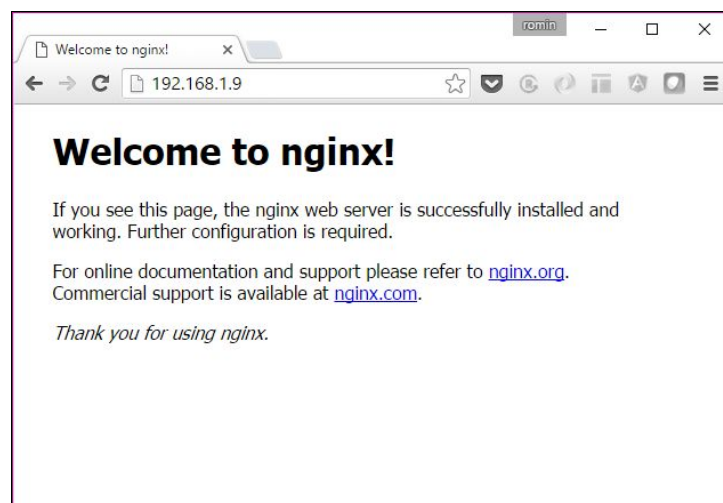 romin
Welcome to nginx!
192.168.1.9
Welcome to nginx!
If you see this page, the nginx web server is successfully installed and
working. Further configuration is required.
For online documentation and support please refer to nginx.org.
Commercial support is available at nginx.com.
Thank you for using nginx.